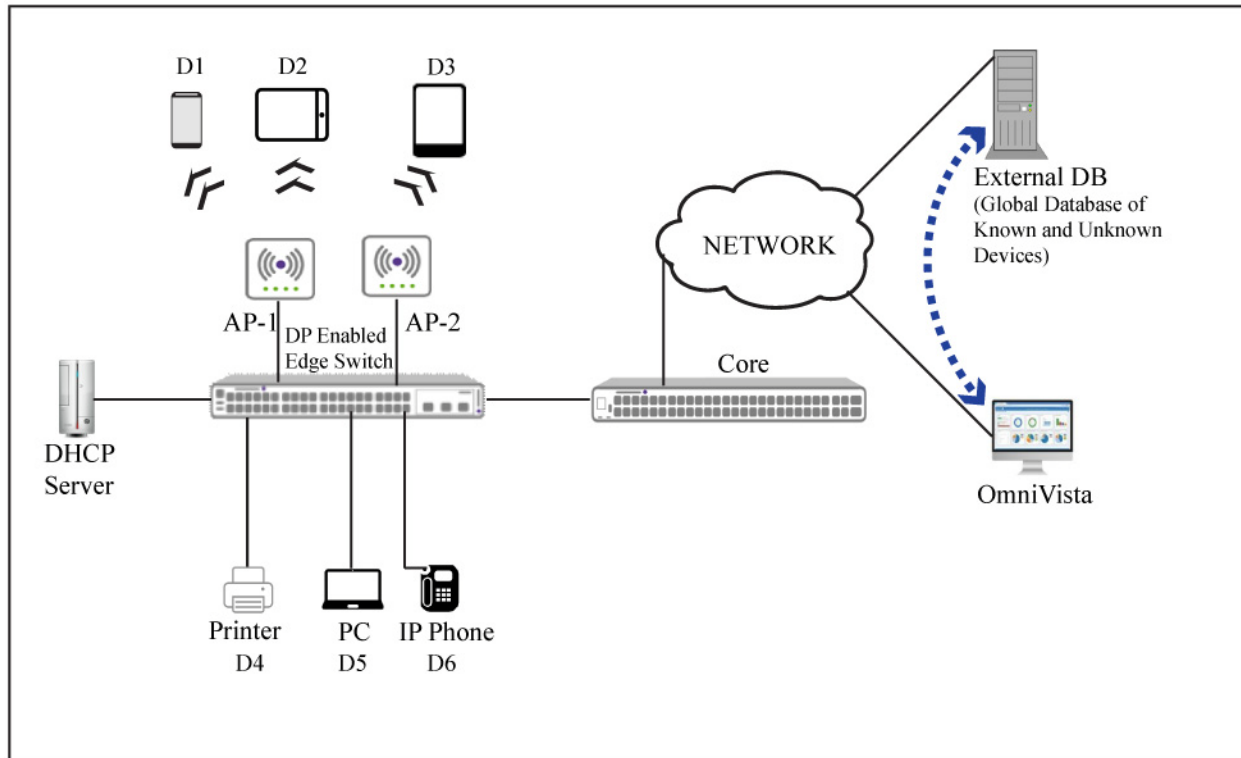 D1
D2
D3
External DB
(Global Database of
Known and Unknown
Devices)
NETWORK
AP-1
AP-2
DP Enabled
Edge Switch
Core
DHCP
Server
OmniVista
Printer
D4
PC
D5
IP Phone
D6